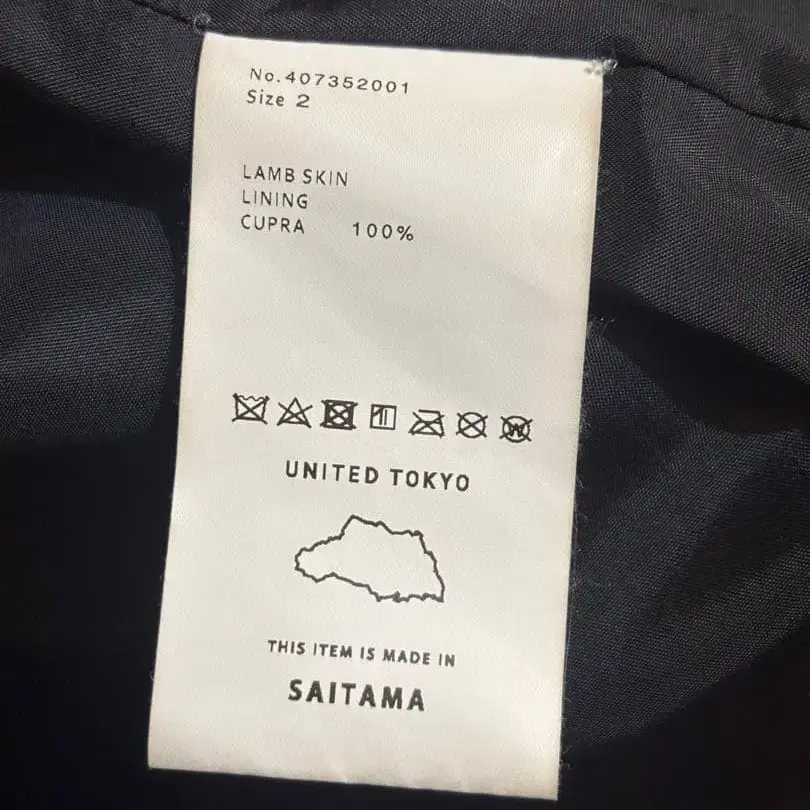 No.407352001
Size 2
LAMB SKIN
LINING
CUPRA 100%
UNITED TOKYO
THIS ITEM IS MADE IN
SAITAMA